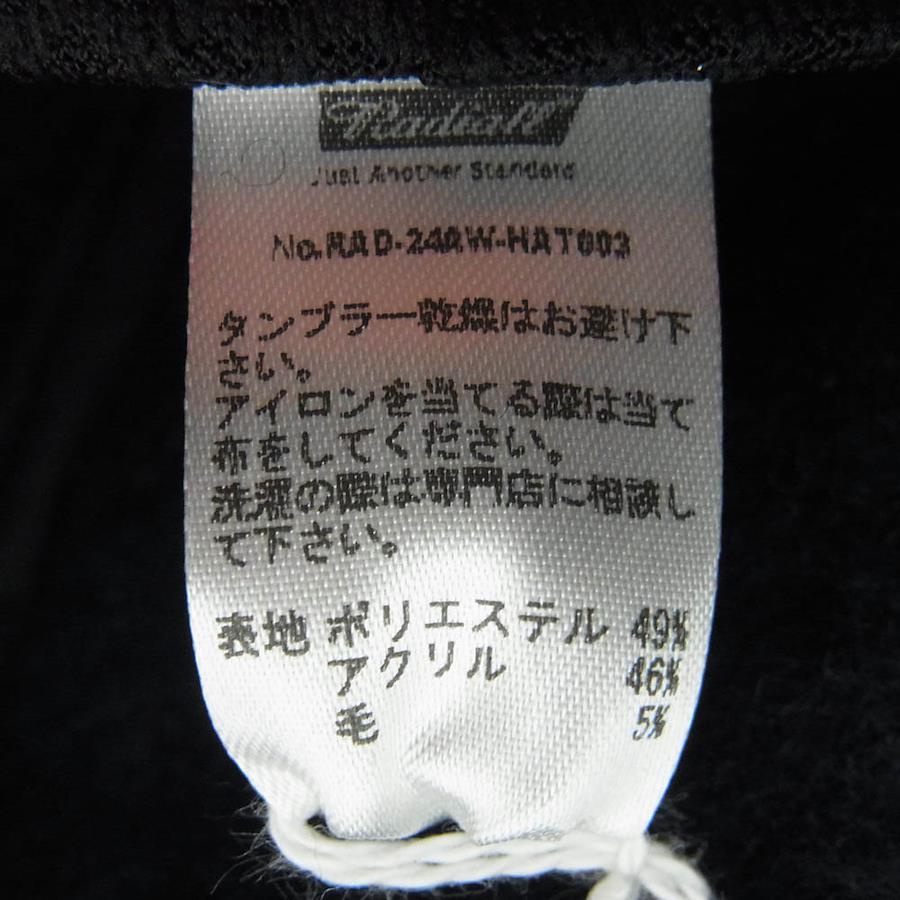 Radiall
Just Another Standard
No.RAD-24AW-HAT003
タンブラー乾燥はお避け下
さい。
アイロンを当てる際は当て
布をしてください。
洗濯の際は専門店に相談し
て下さい。
表地 ポリエステル 49%
アクリル 46%
毛 5%